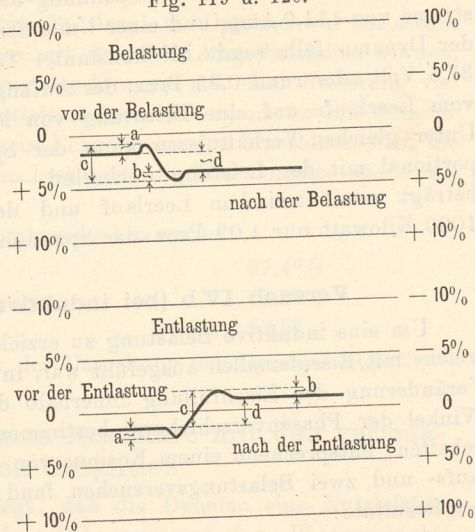 Fig. 119 u. 120.
10% — — 10%
Belastung
— 5% — 5%
vor der Belastung
0 a 0
c d
b
+ 5% + 5%
nach der Belastung
+ 10% + 10%
— 10% — 10%
Entlastung
— 5% — 5%
vor der Entlastung b
0 c 0
a d
nach der Entlastung
+ 5% + 5%
+ 10% + 10%